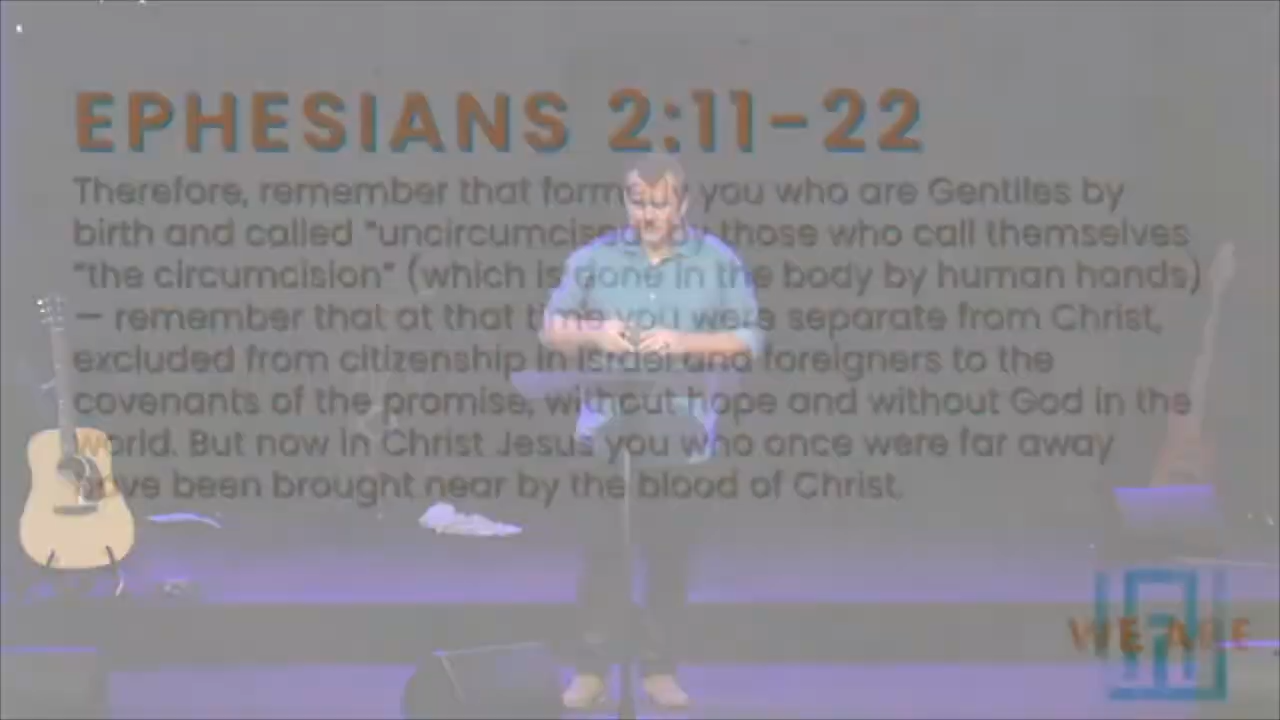 EPHESIANS 2:11-22
Therefore, remember that formerly you who are Gentiles by
birth and called "uncircumcised" by those who call themselves
"the circumcision" (which is done in the body by human hands)
— remember that at that time you were separate from Christ,
excluded from citizenship in Israel and foreigners to the
covenants of the promise, without hope and without God in the
world. But now in Christ Jesus you who once were far away
have been brought near by the blood of Christ.
WE ARE